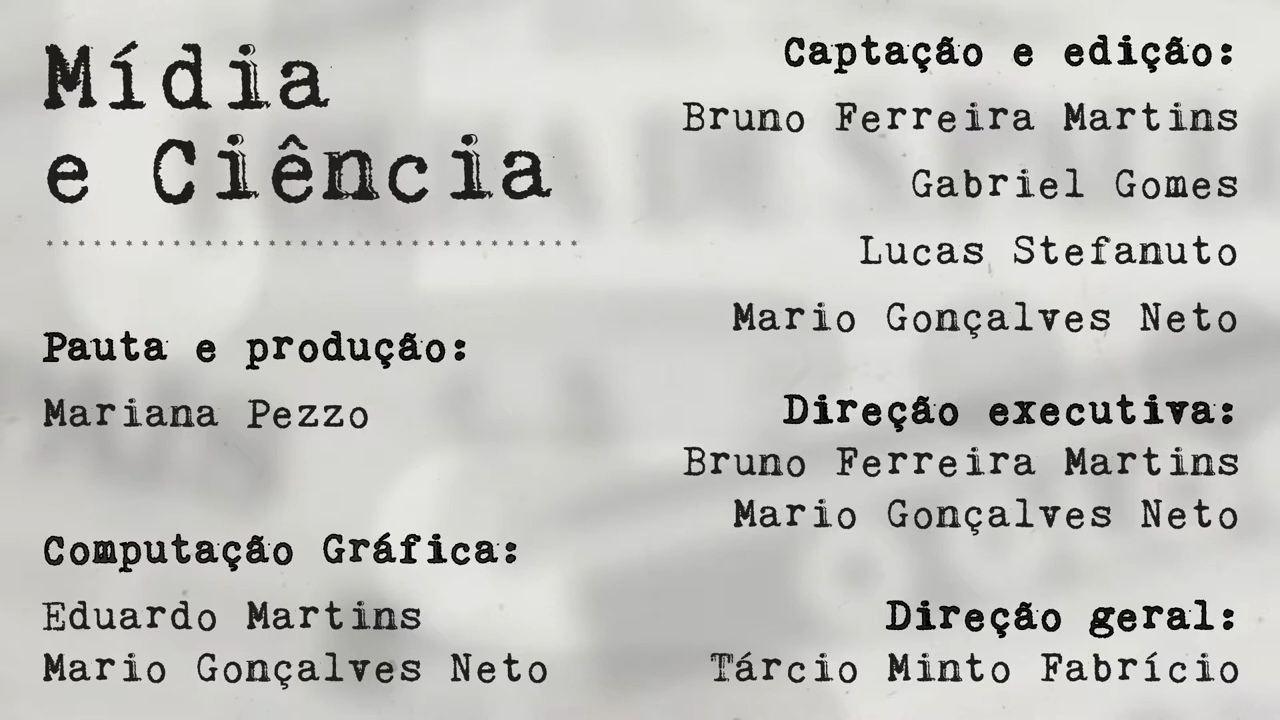 Mídia
e Ciência
Pauta e produção:
Mariana Pezzo
Computação Gráfica:
Eduardo Martins
Mario Gonçalves Neto
Captação e edição:
Bruno Ferreira Martins
Gabriel Gomes
Lucas Stefanuto
Mario Gonçalves Neto
Direção executiva:
Bruno Ferreira Martins
Mario Gonçalves Neto
Direção geral:
Tárcio Minto Fabrício